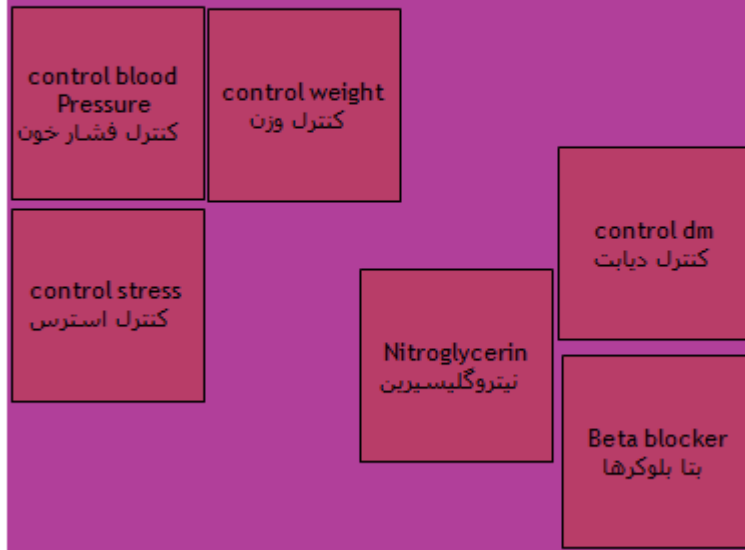 control blood
Pressure
کنترل فشار خون
control weight
کنترل وزن
control stress
کنترل استرس
control dm
کنترل دیابت
Nitroglycerin
نیتروگلیسیرین
Beta blocker
بتا بلوکرها